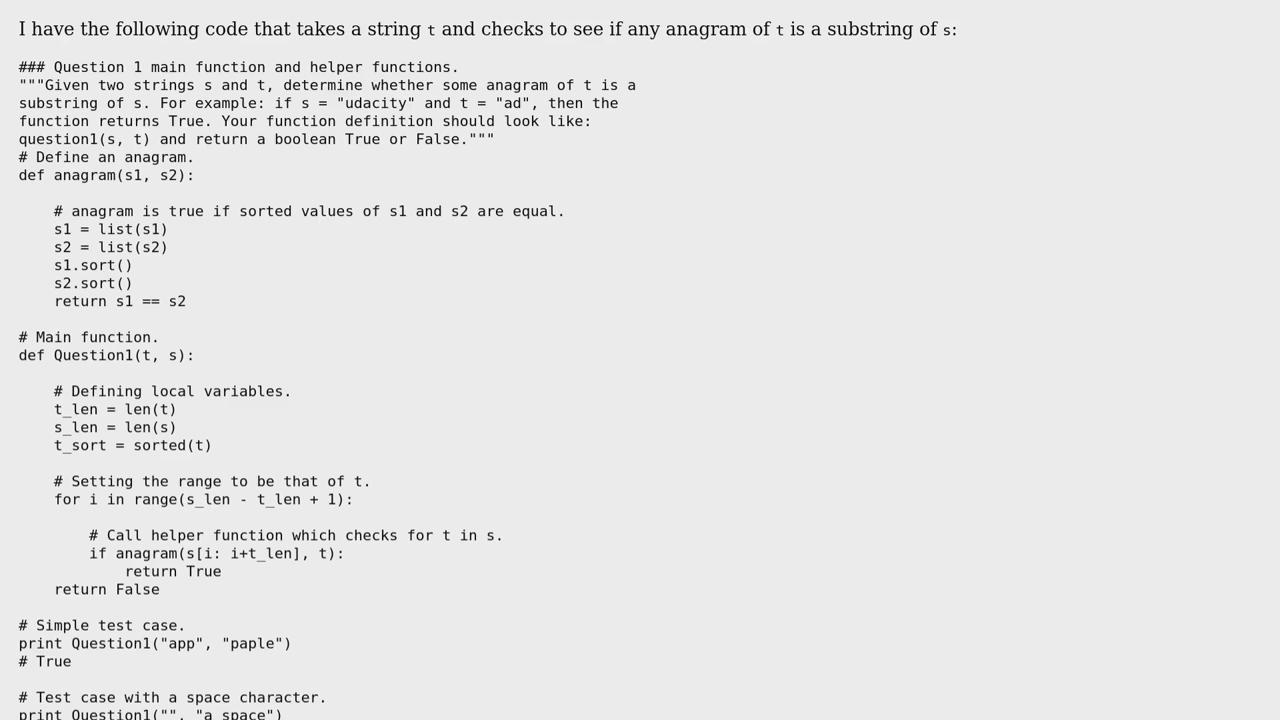 I have the following code that takes a string t and checks to see if any anagram of t is a substring of s:
### Question 1 main function and helper functions.
"""Given two strings s and t, determine whether some anagram of t is a
substring of s. For example: if s = "udacity" and t = "ad", then the
function returns True. Your function definition should look like:
question1(s, t) and return a boolean True or False."""
# Define an anagram.
def anagram(s1, s2):
    # anagram is true if sorted values of s1 and s2 are equal.
    s1 = list(s1)
    s2 = list(s2)
    s1.sort()
    s2.sort()
    return s1 == s2
# Main function.
def Question1(t, s):
    # Defining local variables.
    t_len = len(t)
    s_len = len(s)
    t_sort = sorted(t)
    # Setting the range to be that of t.
    for i in range(s_len - t_len + 1):
        # Call helper function which checks for t in s.
        if anagram(s[i: i+t_len], t):
            return True
    return False
# Simple test case.
print Question1("app", "paple")
# True
# Test case with a space character.
print Question1("", "a space")